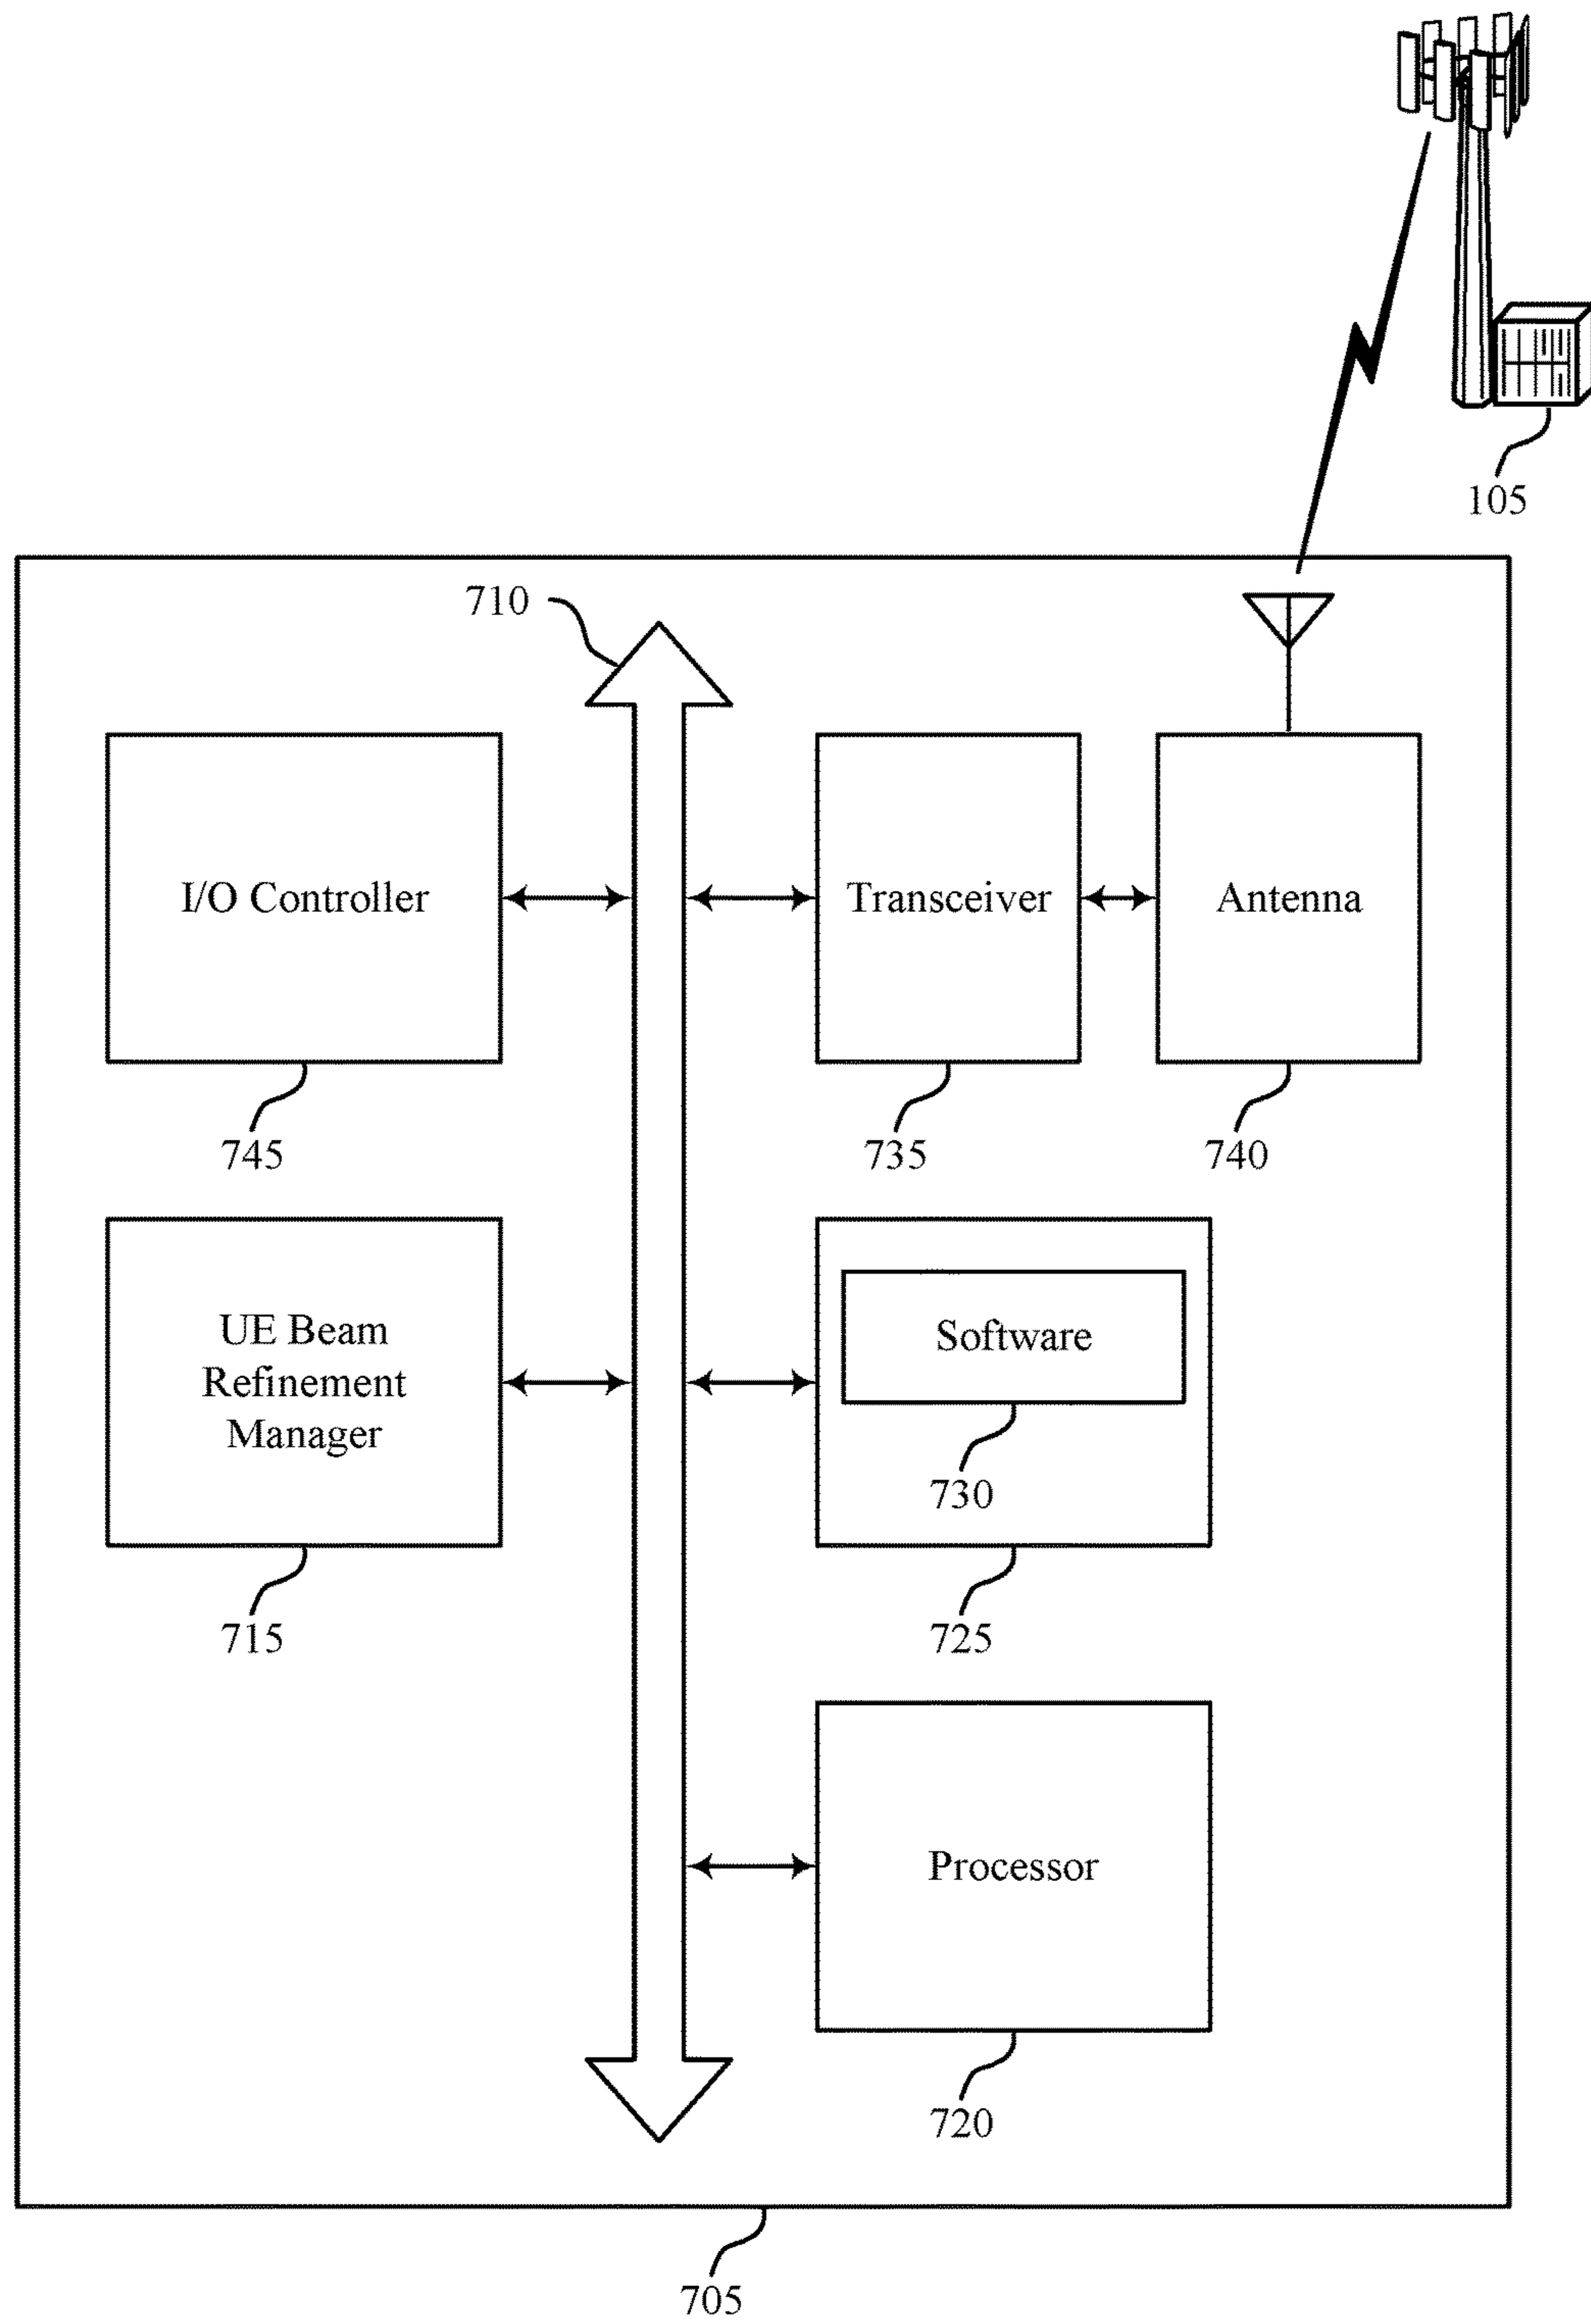 105
710
I/O Controller
Transceiver
Antenna
745
735
740
UE Beam
Refinement
Manager
Software
730
715
725
Processor
720
705